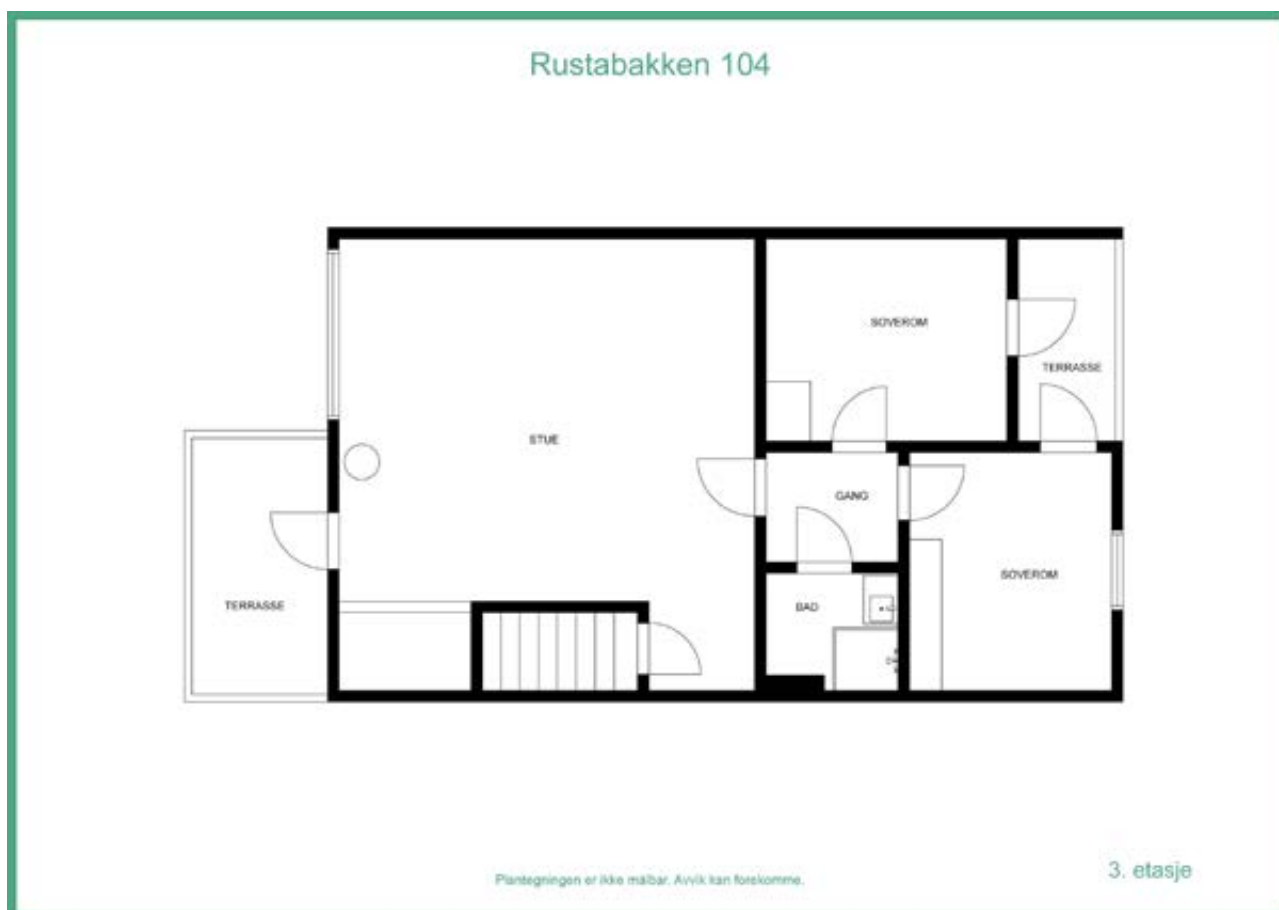 Rustabakken 104
SOVEROM
TERRASSE
STUE
GANG
SOVEROM
TERRASSE
BAD
3. etasje
Plantegningen er ikke målbar. Avvik kan forekomme.